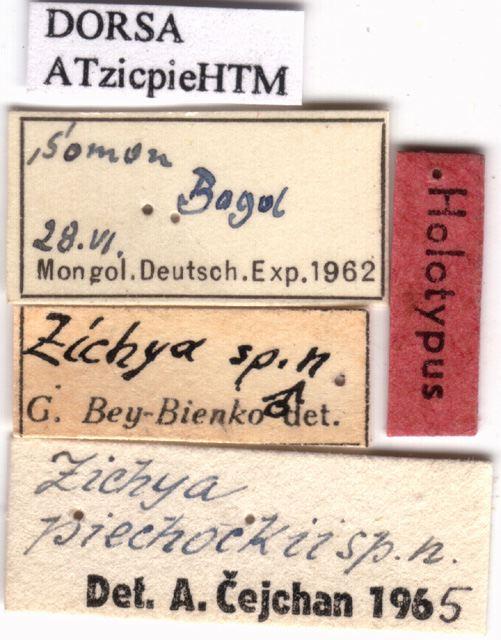 DORSA
ATzicpieHTM
Somon
Bogol
28.VI.
Mongol.Deutsch.Exp.1962
Holotypus
Zichya sp.n.
♂
G. Bey-Bienko det.
Zichya
piechockii sp.n.
Det. A. Čejchan 1965